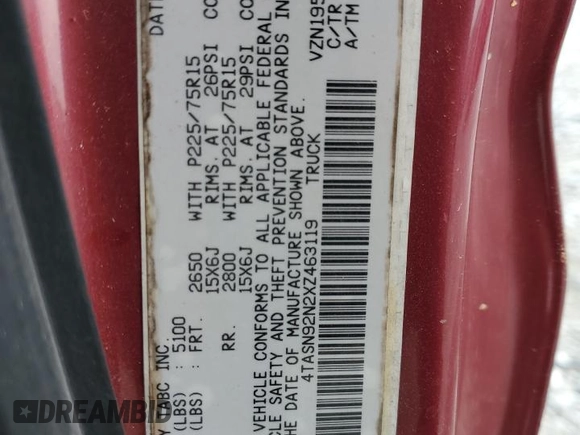 DATE
Y ABC INC.
(LBS) : 5100
(LBS) : FRT. 2650 WITH P225/75R15
15X6J RIMS. AT 26PSI CO
RR. 2800 WITH P225/75R15
15X6J RIMS. AT 29PSI CO
VEHICLE CONFORMS TO ALL APPLICABLE FEDERAL
CLE SAFETY AND THEFT PREVENTION STANDARDS IN
THE DATE OF MANUFACTURE SHOWN ABOVE.
4TASN92N2XZ463119 TRUCK
VZN195
C/TR
A/TM
DREAMBID